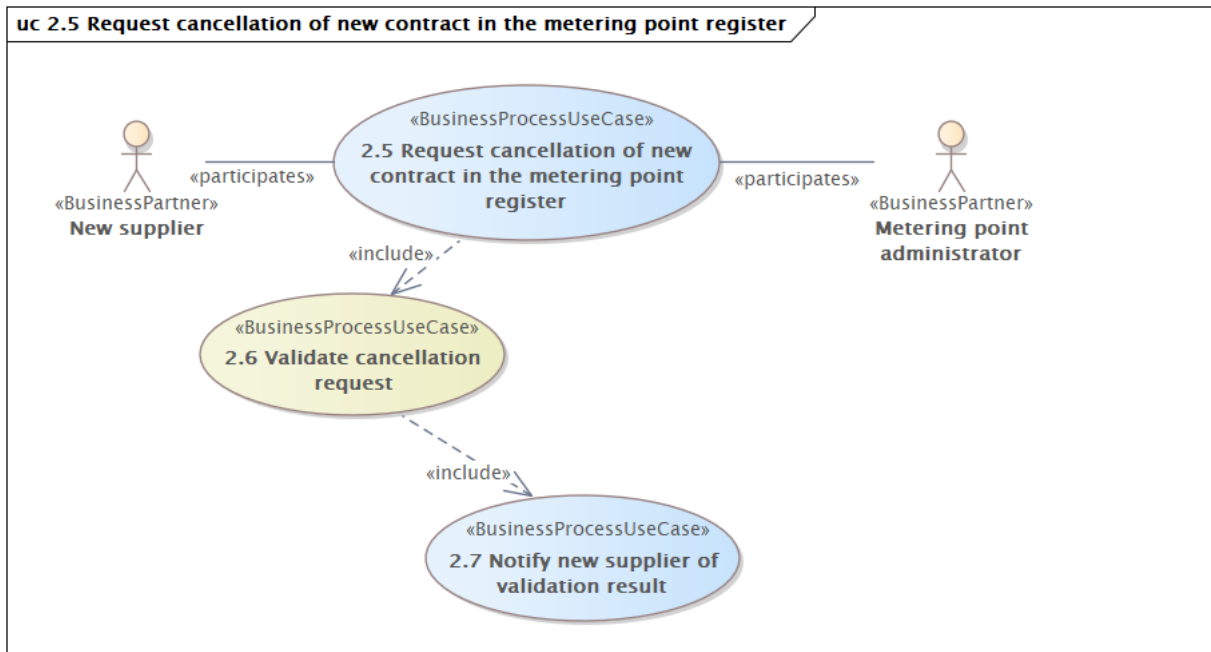 uc 2.5 Request cancellation of new contract in the metering point register
«BusinessProcessUseCase»
2.5 Request cancellation of new
contract in the metering point
register
«participates»
«participates»
«BusinessPartner»
New supplier
«BusinessPartner»
Metering point
administrator
«include»
«BusinessProcessUseCase»
2.6 Validate cancellation
request
«include»
«BusinessProcessUseCase»
2.7 Notify new supplier of
validation result